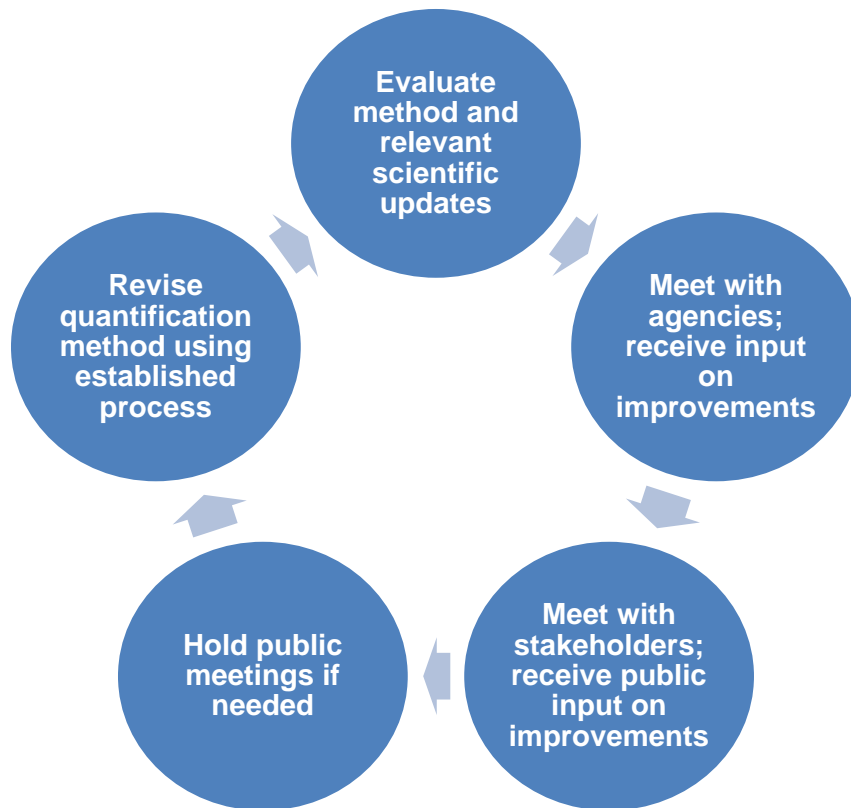 Evaluate
method and
relevant
scientific
updates
Meet with
agencies;
receive input
on
improvements
Meet with
stakeholders;
receive public
input on
improvements
Hold public
meetings if
needed
Revise
quantification
method using
established
process